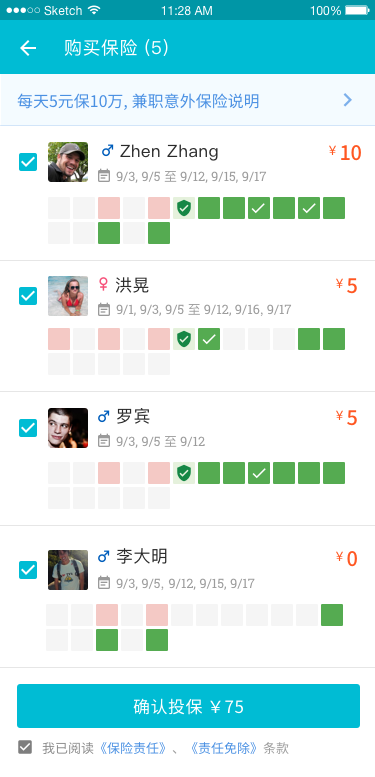 Sketch 11:28 AM 100%
购买保险 (5)
每天5元保10万, 兼职意外保险说明
Zhen Zhang ¥ 10
9/3, 9/5 至 9/12, 9/15, 9/17
洪晃 ¥ 5
9/1, 9/3, 9/5 至 9/12, 9/16, 9/17
罗宾 ¥ 5
9/3, 9/5 至 9/12
李大明 ¥ 0
9/3, 9/5, 9/12, 9/15, 9/17
确认投保 ¥75
我已阅读《保险责任》、《责任免除》条款